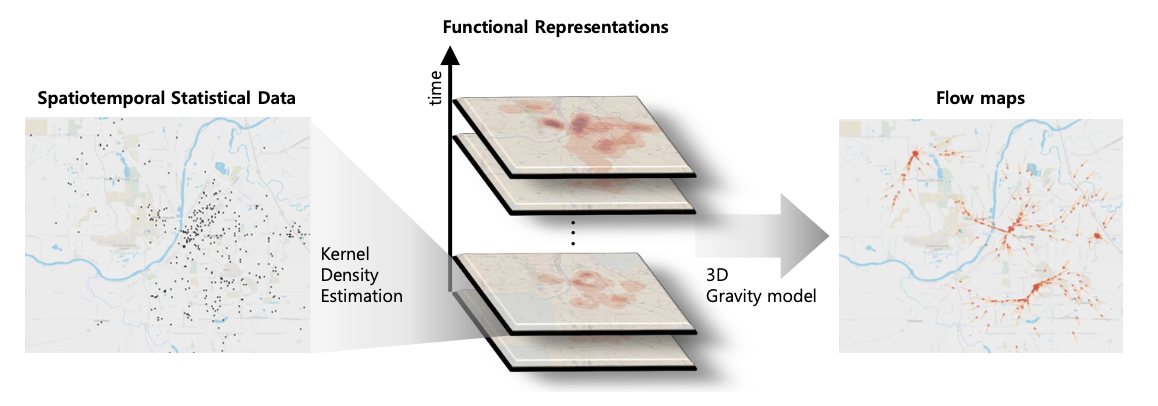 Functional Representations
time
Spatiotemporal Statistical Data
Flow maps
Kernel
Density
Estimation
3D
Gravity model